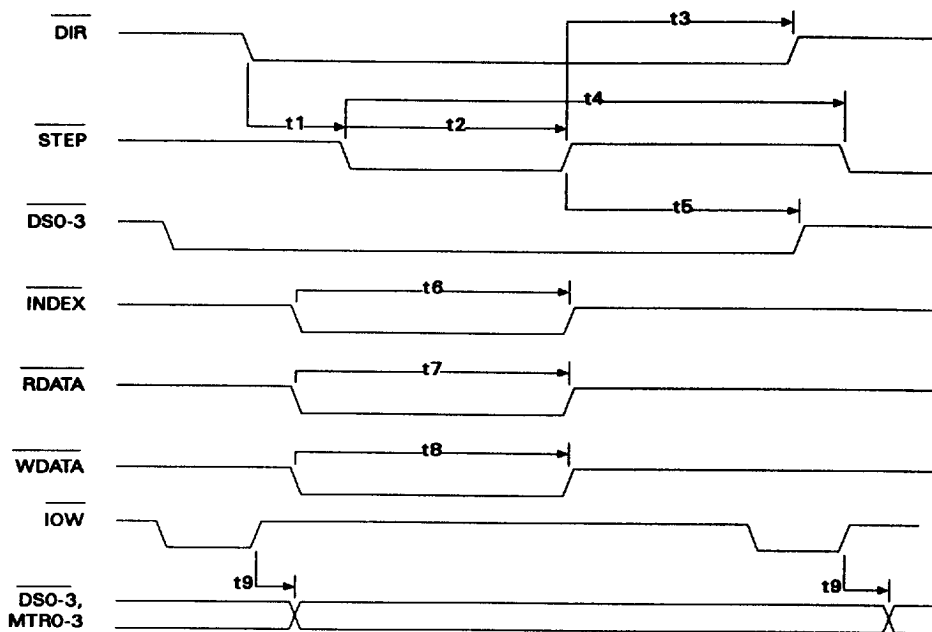 DIR
t3
t4
t1
t2
STEP
t5
DS0-3
t6
INDEX
t7
RDATA
t8
WDATA
IOW
t9
t9
DS0-3,
MTR0-3